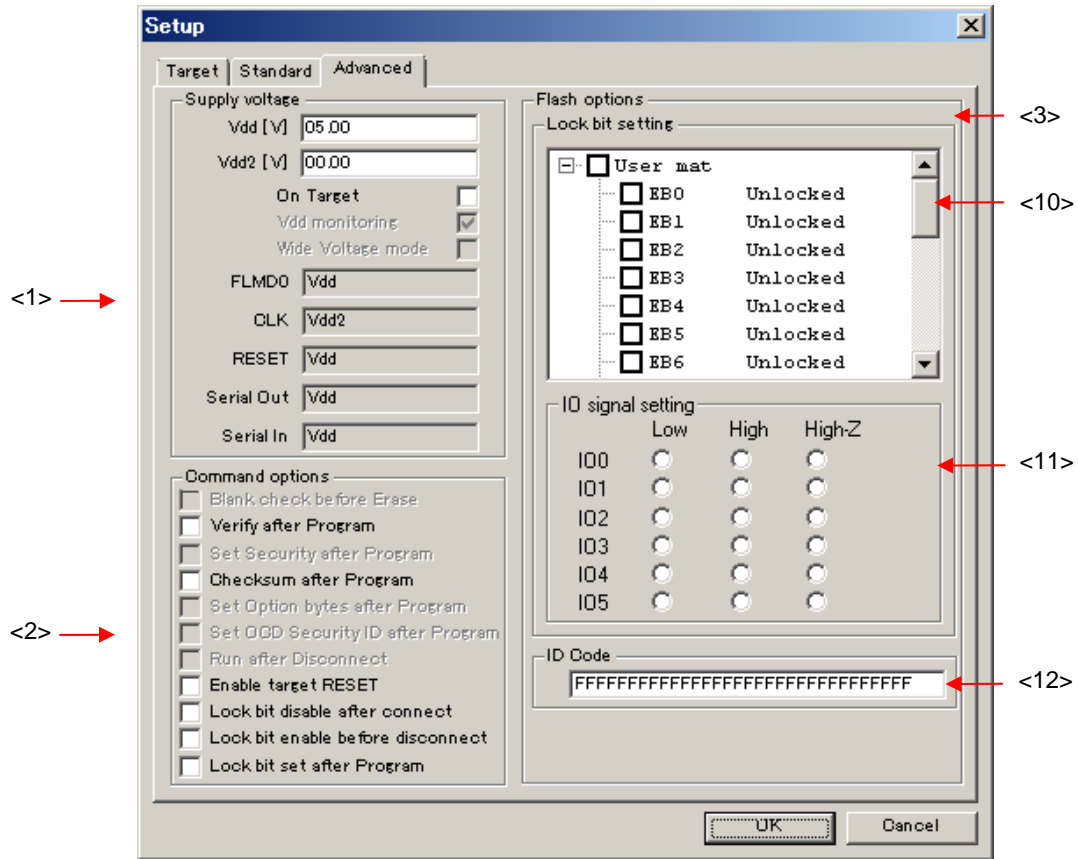 Setup
Target Standard Advanced
Supply voltage
Vdd [V] 05.00
Vdd2 [V] 00.00
On Target
Vdd monitoring
Wide Voltage mode
FLMD0 Vdd
CLK Vdd2
RESET Vdd
Serial Out Vdd
Serial In Vdd
<1>
Command options
Blank check before Erase
Verify after Program
Set Security after Program
Checksum after Program
Set Option bytes after Program
Set OCD Security ID after Program
Run after Disconnect
Enable target RESET
Lock bit disable after connect
Lock bit enable before disconnect
Lock bit set after Program
<2>
Flash options
<3>
Lock bit setting
User mat
EB0 Unlocked
EB1 Unlocked
EB2 Unlocked
EB3 Unlocked
EB4 Unlocked
EB5 Unlocked
EB6 Unlocked
<10>
IO signal setting
Low High High-Z
IO0
IO1
IO2
IO3
IO4
IO5
<11>
ID Code
FFFFFFFFFFFFFFFFFFFFFFFFFFFFFFFF
<12>
OK Cancel